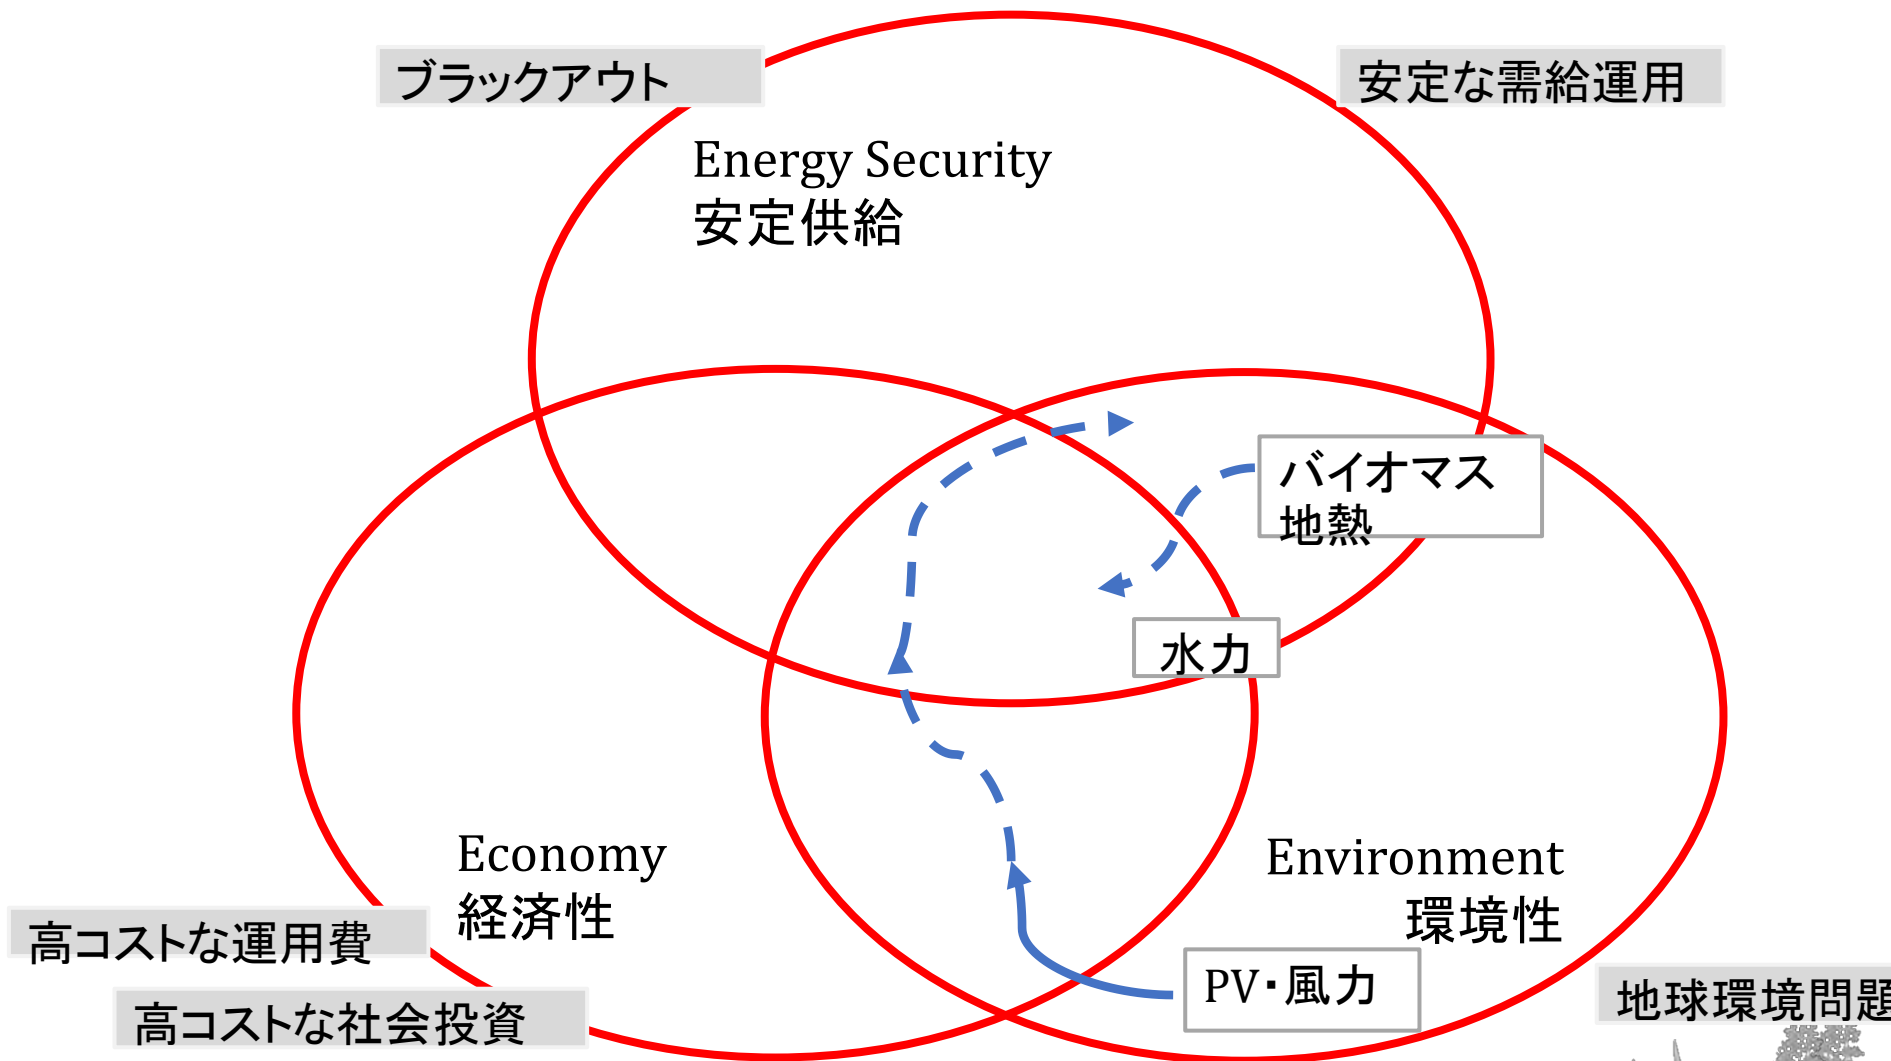 ブラックアウト
安定な需給運用
Energy Security
安定供給
バイオマス
地熱
水力
Economy
経済性
Environment
環境性
高コストな運用費
PV・風力
高コストな社会投資
地球環境問題